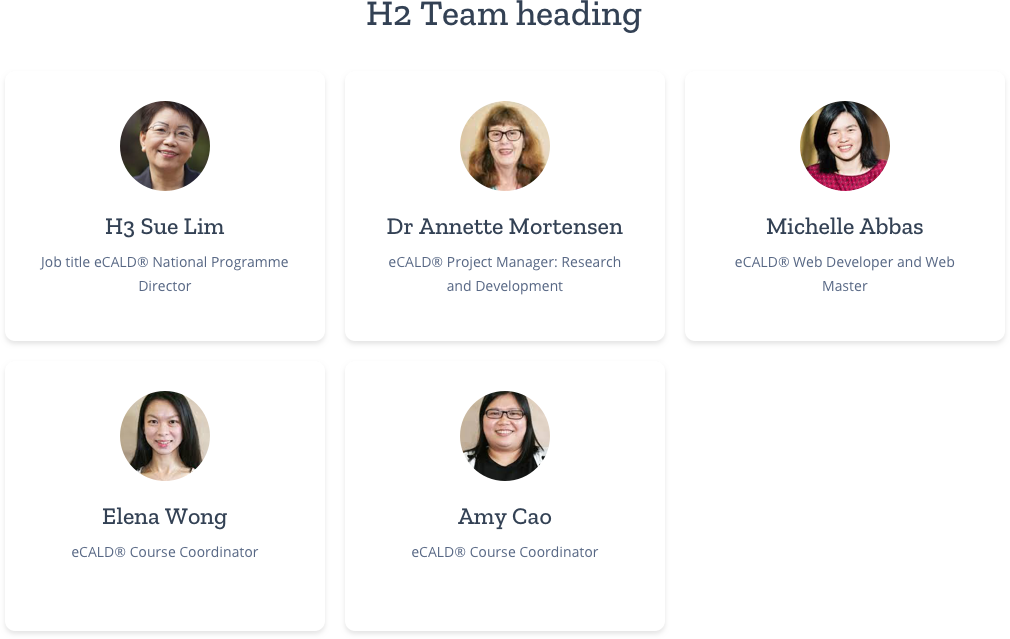 H2 Team heading
H3 Sue Lim
Job title eCALD® National Programme
Director
Dr Annette Mortensen
eCALD® Project Manager: Research
and Development
Michelle Abbas
eCALD® Web Developer and Web
Master
Elena Wong
eCALD® Course Coordinator
Amy Cao
eCALD® Course Coordinator